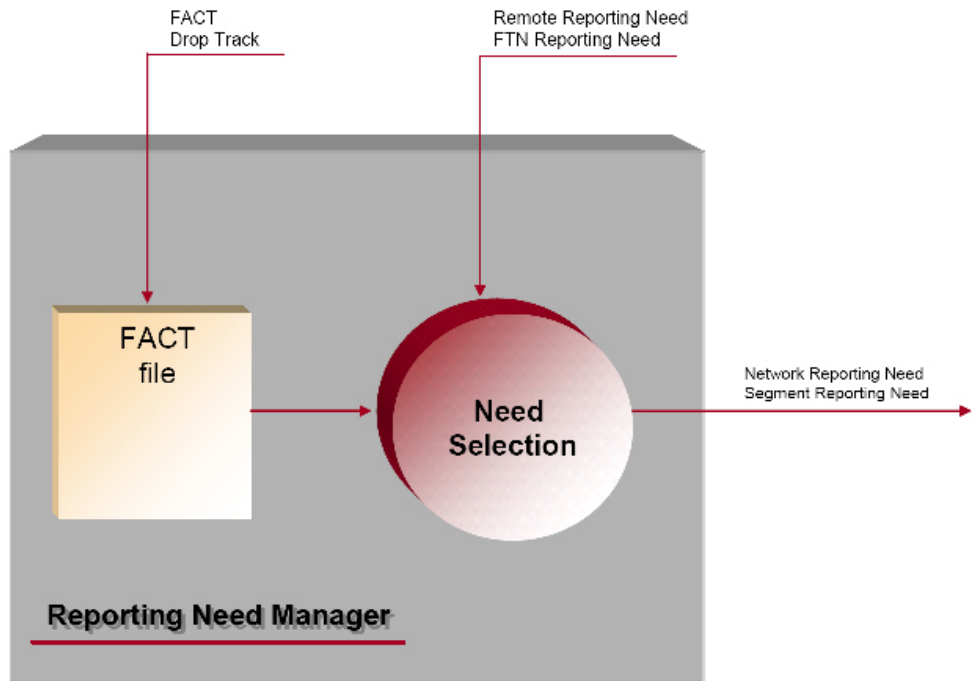 FACT
Drop Track
Remote Reporting Need
FTN Reporting Need
FACT
file
Need
Selection
Network Reporting Need
Segment Reporting Need
Reporting Need Manager